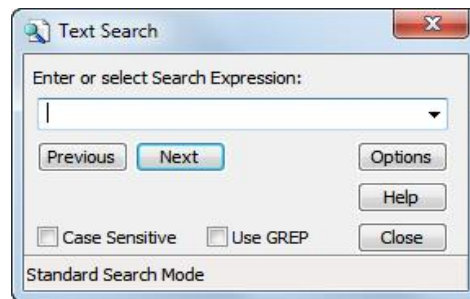 Text Search
Enter or select Search Expression:
Previous Next Options
Help
Case Sensitive Use GREP Close
Standard Search Mode